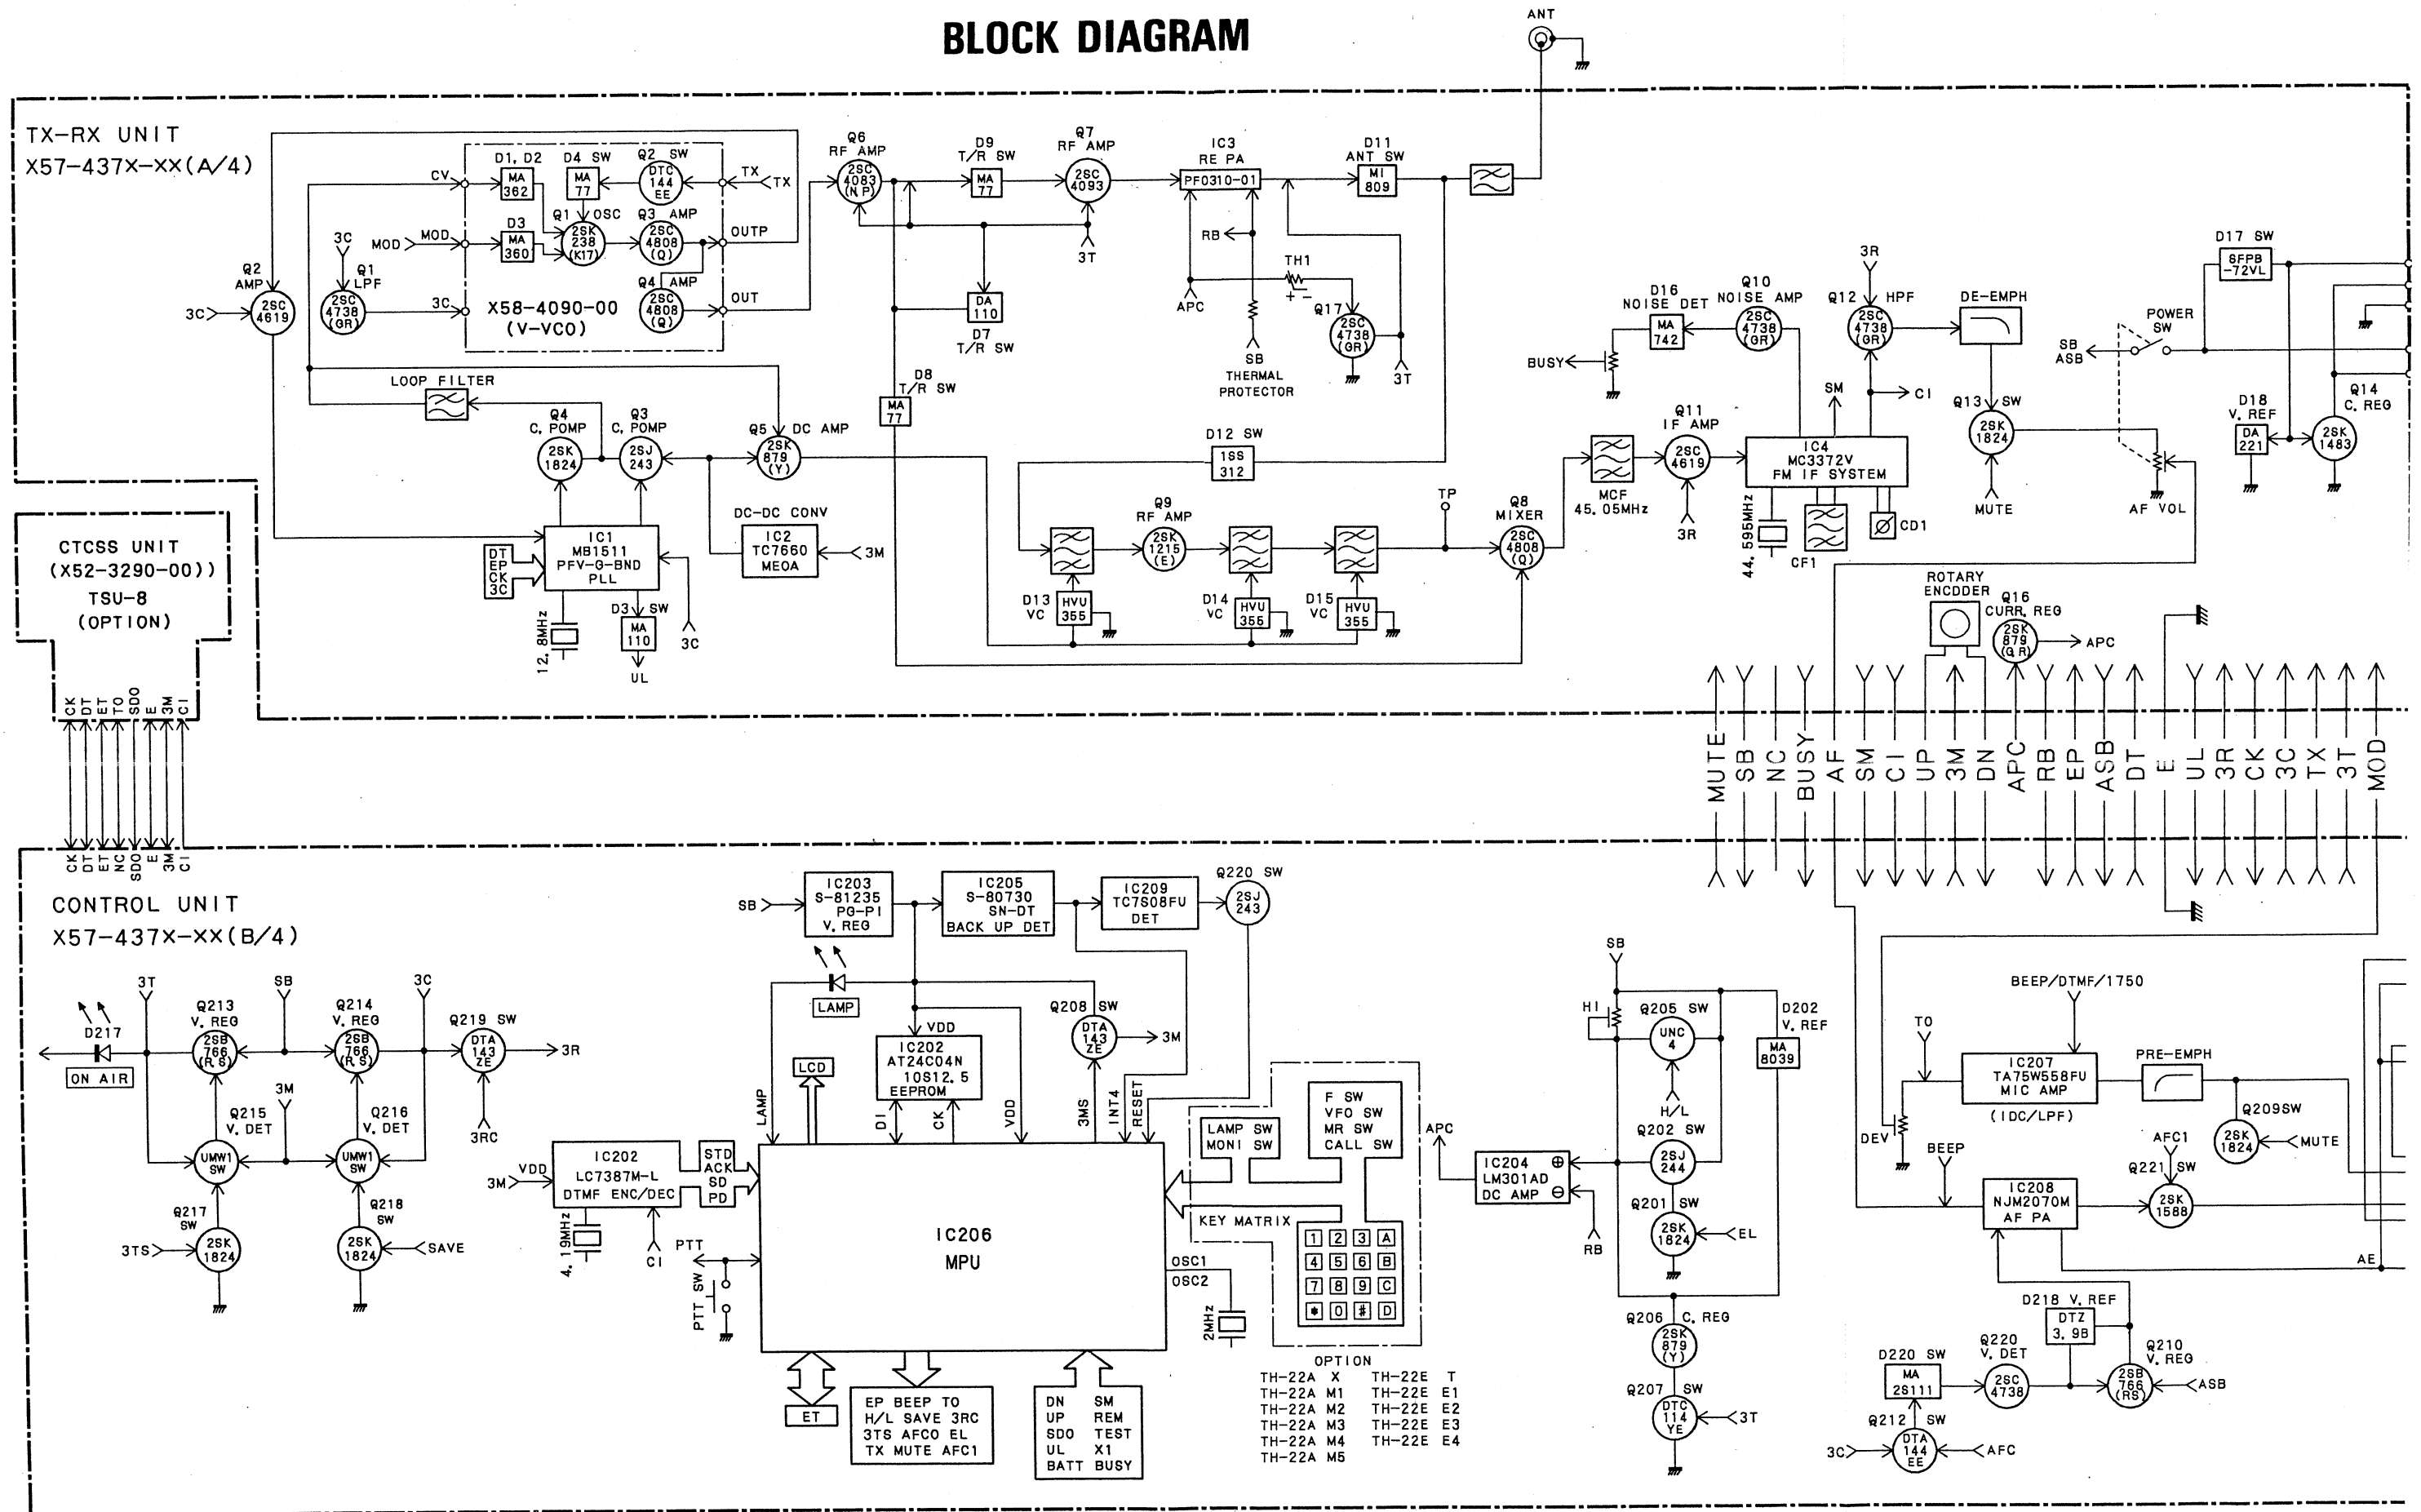 BLOCK DIAGRAM
ANT
TX-RX UNIT
X57-437X-XX(A/4)
CV
D1, D2
MA
362
D4 SW
MA
77
Q2 SW
DTC
144
EE
TX
TX
MOD
MOD
D3
MA
360
Q1 OSC
2SK
238
(K17)
Q3 AMP
2SC
4808
(Q)
OUTP
Q4 AMP
2SC
4808
(Q)
OUT
X58-4090-00
(V-VCO)
3C
3C
Q1
LPF
2SC
4738
(GR)
Q2
AMP
2SC
4619
3C
Q6
RF AMP
2SC
4083
(N.P)
D9
T/R SW
MA
77
Q7
RF AMP
2SC
4093
3T
DA
110
D7
T/R SW
D8
T/R SW
MA
77
IC3
RE PA
PF0310-01
D11
ANT SW
MI
809
RB
APC
TH1
+ -
SB
THERMAL
PROTECTOR
Q17
2SC
4738
(GR)
3T
LOOP FILTER
Q4
C. POMP
2SK
1824
Q3
C. POMP
2SJ
243
Q5 DC AMP
2SK
879
(Y)
DC-DC CONV
IC2
TC7660
MEOA
3M
IC1
MB1511
PFV-G-BND
PLL
DT
EP
CK
3C
12.8MHz
D3 SW
MA
110
UL
3C
D12 SW
1SS
312
Q9
RF AMP
2SK
1215
(E)
D13
VC
HVU
355
D14
VC
HVU
355
D15
VC
HVU
355
TP
Q8
MIXER
2SC
4808
(Q)
MCF
45.05MHz
Q11
IF AMP
2SC
4619
3R
IC4
MC3372V
FM IF SYSTEM
44.595MHz
CF1
CD1
BUSY
D16
NOISE DET
MA
742
Q10
NOISE AMP
2SC
4738
(GR)
SM
CI
3R
Q12 HPF
2SC
4738
(GR)
DE-EMPH
Q13 SW
2SK
1824
MUTE
AF VOL
POWER
SW
SB
ASB
D17 SW
SFPB
-72VL
D18
V. REF
DA
221
Q14
C. REG
2SK
1483
ROTARY
ENCDDER
Q16
CURR. REG
2SK
879
(G.R)
APC
MUTE
SB
NC
BUSY
AF
SM
CI
UP
3M
DN
APC
RB
EP
ASB
DT
E
UL
3R
CK
3C
TX
3T
MOD
CTCSS UNIT
(X52-3290-00))
TSU-8
(OPTION)
CK
DT
ET
TO
SDO
E
3M
CI
CK
DT
ET
NC
SDO
E
3M
CI
CONTROL UNIT
X57-437X-XX(B/4)
D217
ON AIR
3T
Q213
V. REG
2SB
766
(R.S)
SB
Q214
V. REG
2SB
766
(R.S)
3C
Q219 SW
DTA
143
ZE
3R
3RC
3M
Q215
V. DET
UMW1
SW
Q216
V. DET
UMW1
SW
Q217
SW
2SK
1824
3TS
Q218
SW
2SK
1824
SAVE
SB
IC203
S-81235
PG-PI
V. REG
IC205
S-80730
SN-DT
BACK UP DET
IC209
TC7S08FU
DET
Q220 SW
2SJ
243
LAMP
VDD
IC202
AT24C04N
10S12.5
EEPROM
Q208 SW
DTA
143
ZE
3M
LCD
LAMP
DI
CK
VDD
3MS
INT4
RESET
VDD
3M
IC202
LC7387M-L
DTMF ENC/DEC
STD
ACK
SD
PD
4.19MHz
CI
PTT
PTT SW
IC206
MPU
OSC1
OSC2
2MHz
KEY MATRIX
LAMP SW
MONI SW
F SW
VFO SW
MR SW
CALL SW
1 2 3 A
4 5 6 B
7 8 9 C
* 0 # D
ET
EP BEEP TO
H/L SAVE 3RC
3TS AFCO EL
TX MUTE AFC1
DN SM
UP REM
SDO TEST
UL X1
BATT BUSY
OPTION
TH-22A X TH-22E T
TH-22A M1 TH-22E E1
TH-22A M2 TH-22E E2
TH-22A M3 TH-22E E3
TH-22A M4 TH-22E E4
TH-22A M5
APC
IC204
LM301AD
DC AMP
⊕
⊖
RB
SB
HI
Q205 SW
UNC
4
H/L
D202
V. REF
MA
8039
Q202 SW
2SJ
244
Q201 SW
2SK
1824
EL
Q206 C. REG
2SK
879
(Y)
Q207 SW
DTC
114
YE
3T
BEEP/DTMF/1750
TO
IC207
TA75W558FU
MIC AMP
(IDC/LPF)
DEV
PRE-EMPH
Q209SW
2SK
1824
MUTE
BEEP
AFC1
Q221 SW
2SK
1588
IC208
NJM2070M
AF PA
AE
D218 V. REF
DTZ
3.9B
D220 SW
MA
2S111
Q220
V. DET
2SC
4738
Q210
V. REG
2SB
766
(RS)
ASB
Q212 SW
DTA
144
EE
3C
AFC